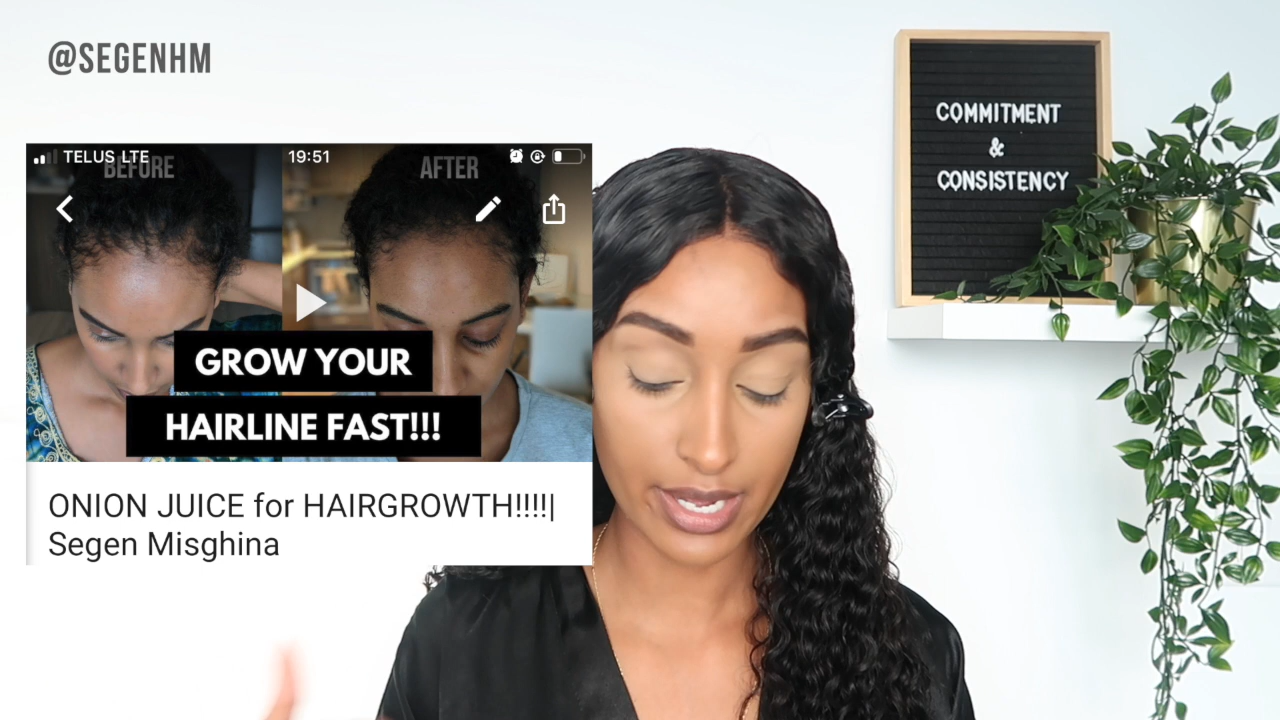 @SEGENHM
COMMITMENT
&
CONSISTENCY
TELUS LTE
19:51
BEFORE
AFTER
GROW YOUR
HAIRLINE FAST!!!
ONION JUICE for HAIRGROWTH!!!!|
Segen Misghina